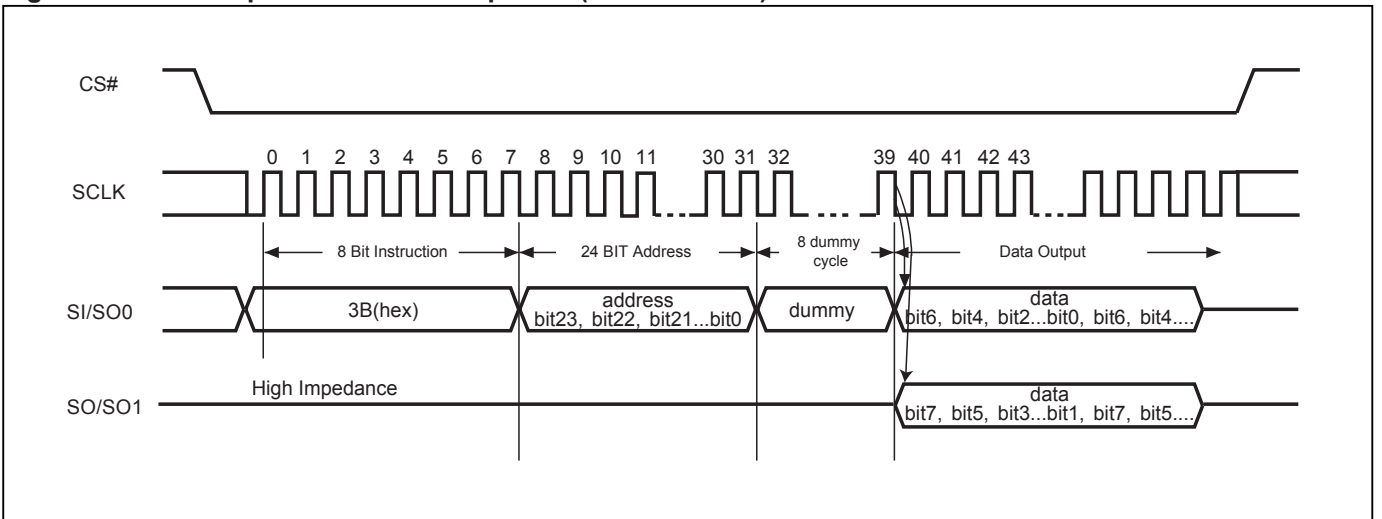 CS#
0 1 2 3 4 5 6 7 8 9 10 11 30 31 32 39 40 41 42 43
SCLK
8 Bit Instruction 24 BIT Address 8 dummy cycle Data Output
SI/SO0
3B(hex)
address
bit23, bit22, bit21...bit0
dummy
data
bit6, bit4, bit2...bit0, bit6, bit4....
High Impedance
SO/SO1
data
bit7, bit5, bit3...bit1, bit7, bit5....